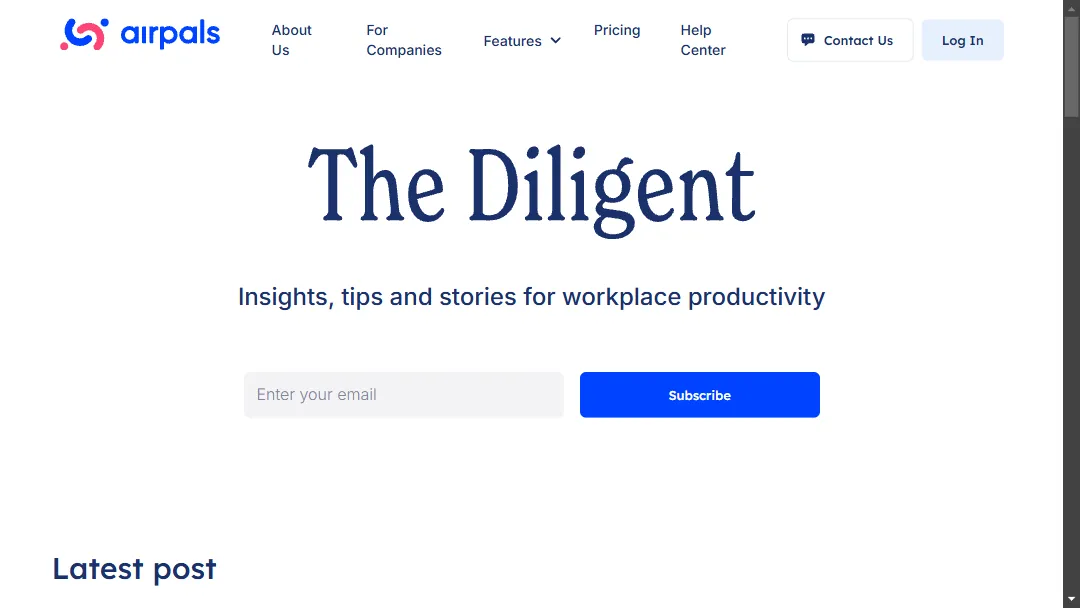 airpals
About
Us
For
Companies
Features
Pricing
Help
Center
Contact Us
Log In
The Diligent
Insights, tips and stories for workplace productivity
Enter your email
Subscribe
Latest post